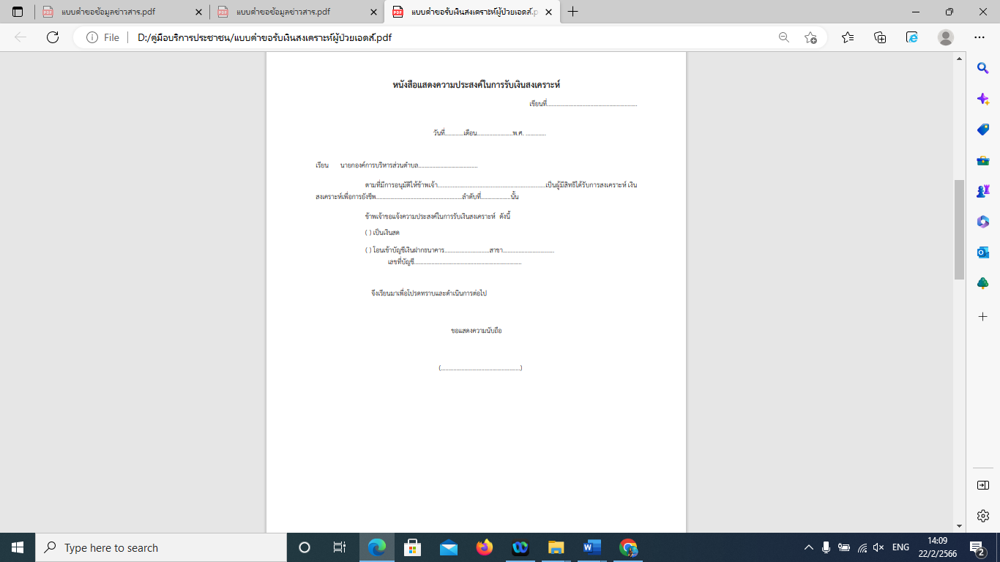 แบบคำขอข้อมูลข่าวสาร.pdf
แบบคำขอข้อมูลข่าวสาร.pdf
แบบคำขอรับเงินสงเคราะห์ผู้ป่วยเอดส์.p
File
D:/คู่มือบริการประชาชน/แบบคำขอรับเงินสงเคราะห์ผู้ป่วยเอดส์.pdf
หนังสือแสดงความประสงค์ในการรับเงินสงเคราะห์
เขียนที่..........................................................
วันที่............เดือน.......................พ.ศ. .............
เรียน นายกองค์การบริหารส่วนตำบล......................................
ตามที่มีการอนุมัติให้ข้าพเจ้า......................................................................เป็นผู้มีสิทธิได้รับการสงเคราะห์ เงิน
สงเคราะห์เพื่อการยังชีพ.......................................................ลำดับที่...................นั้น
ข้าพเจ้าขอแจ้งความประสงค์ในการรับเงินสงเคราะห์ ดังนี้
( ) เป็นเงินสด
( ) โอนเข้าบัญชีเงินฝากธนาคาร.............................สาขา.................................
เลขที่บัญชี.....................................................................
จึงเรียนมาเพื่อโปรดทราบและดำเนินการต่อไป
ขอแสดงความนับถือ
(...................................................)
Type here to search
ENG
14:09
22/2/2566
2